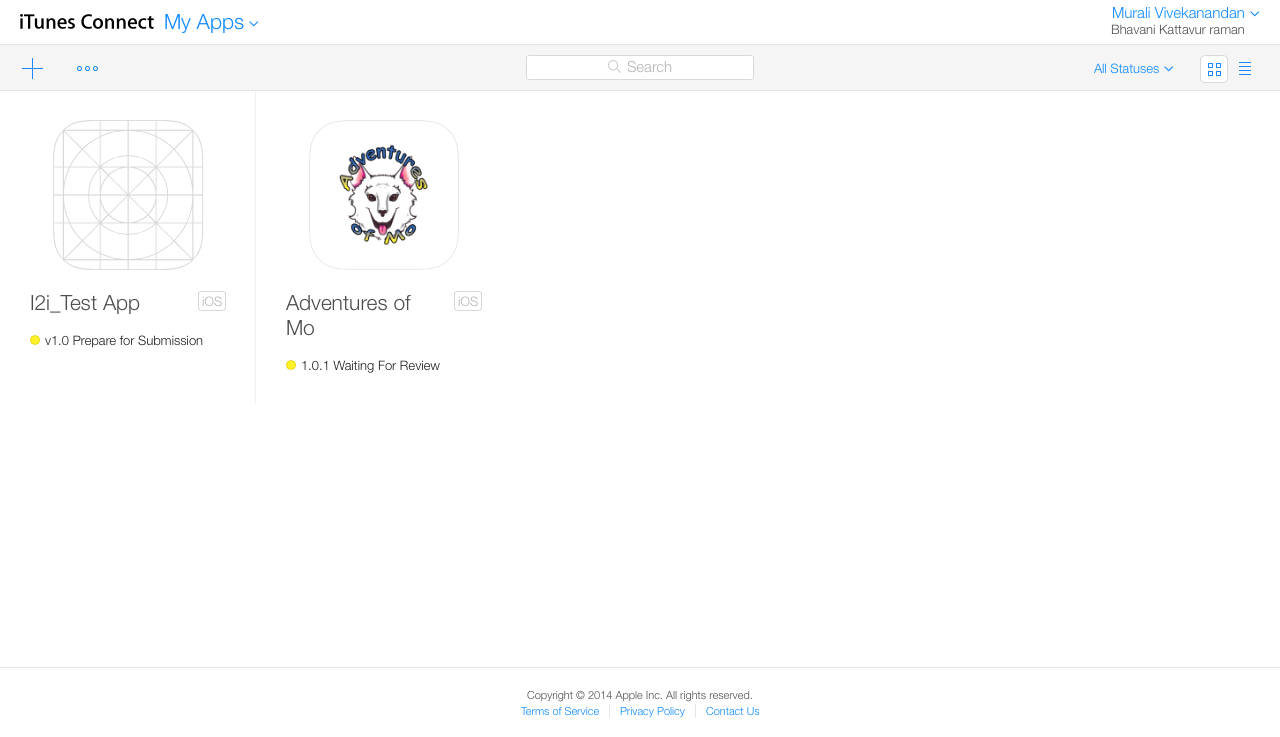 iTunes Connect My Apps
Murali Vivekanandan
Bhavani Kattavur raman
Search
All Statuses
Adventures
of Mo
I2i_Test App
iOS
v1.0 Prepare for Submission
Adventures of
Mo
iOS
1.0.1 Waiting For Review
Copyright © 2014 Apple Inc. All rights reserved.
Terms of Service
Privacy Policy
Contact Us